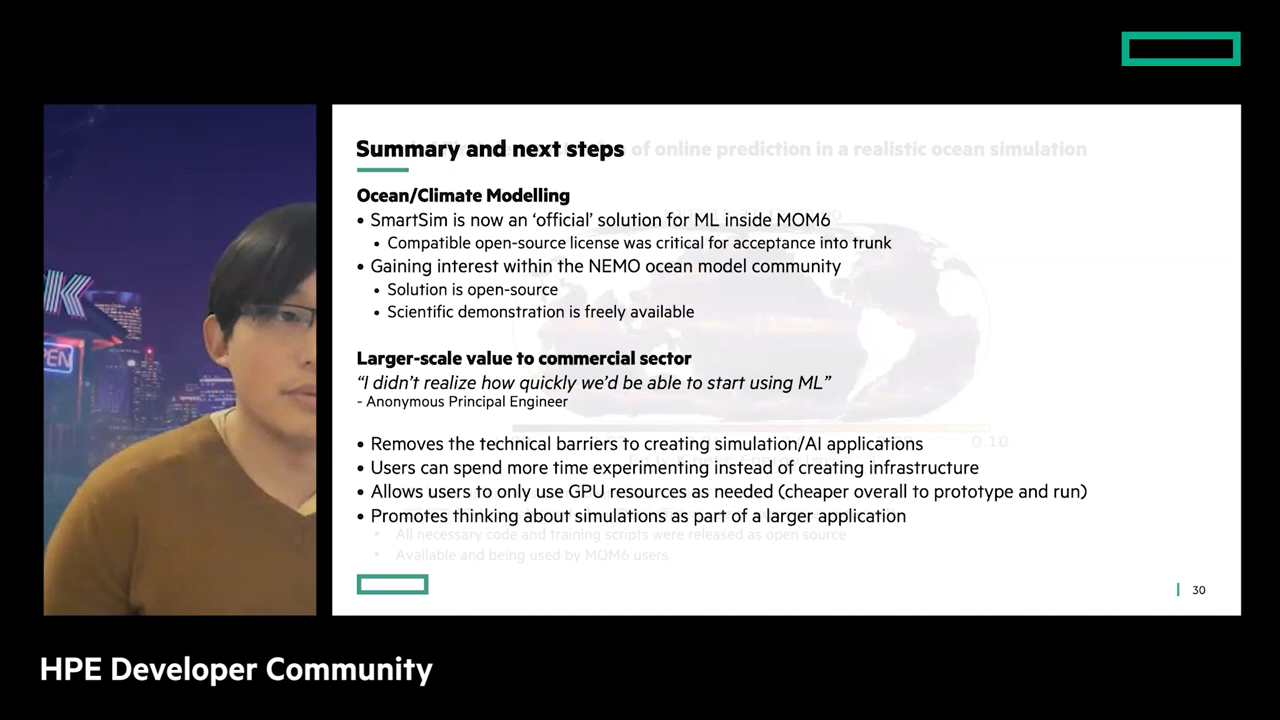 Summary and next steps
of online prediction in a realistic ocean simulation
Ocean/Climate Modelling
• SmartSim is now an ‘official’ solution for ML inside MOM6
• Compatible open-source license was critical for acceptance into trunk
• Gaining interest within the NEMO ocean model community
• Solution is open-source
• Scientific demonstration is freely available
Larger-scale value to commercial sector
“I didn’t realize how quickly we’d be able to start using ML”
- Anonymous Principal Engineer
0.10
• Removes the technical barriers to creating simulation/AI applications
• Users can spend more time experimenting instead of creating infrastructure
• Allows users to only use GPU resources as needed (cheaper overall to prototype and run)
• Promotes thinking about simulations as part of a larger application
• All necessary code and training scripts were released as open source
• Available and being used by MOM6 users
30
HPE Developer Community